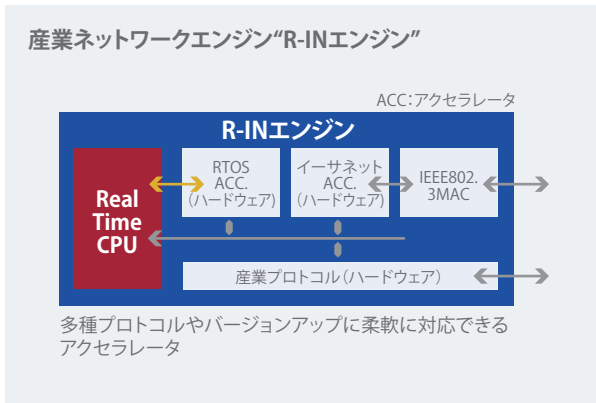 産業ネットワークエンジン“R-INエンジン”
ACC:アクセラレータ
R-INエンジン
Real
Time
CPU
RTOS
ACC.
(ハードウェア)
イーサネット
ACC.
(ハードウェア)
IEEE802.
3MAC
産業プロトコル(ハードウェア)
多種プロトコルやバージョンアップに柔軟に対応できる
アクセラレータ